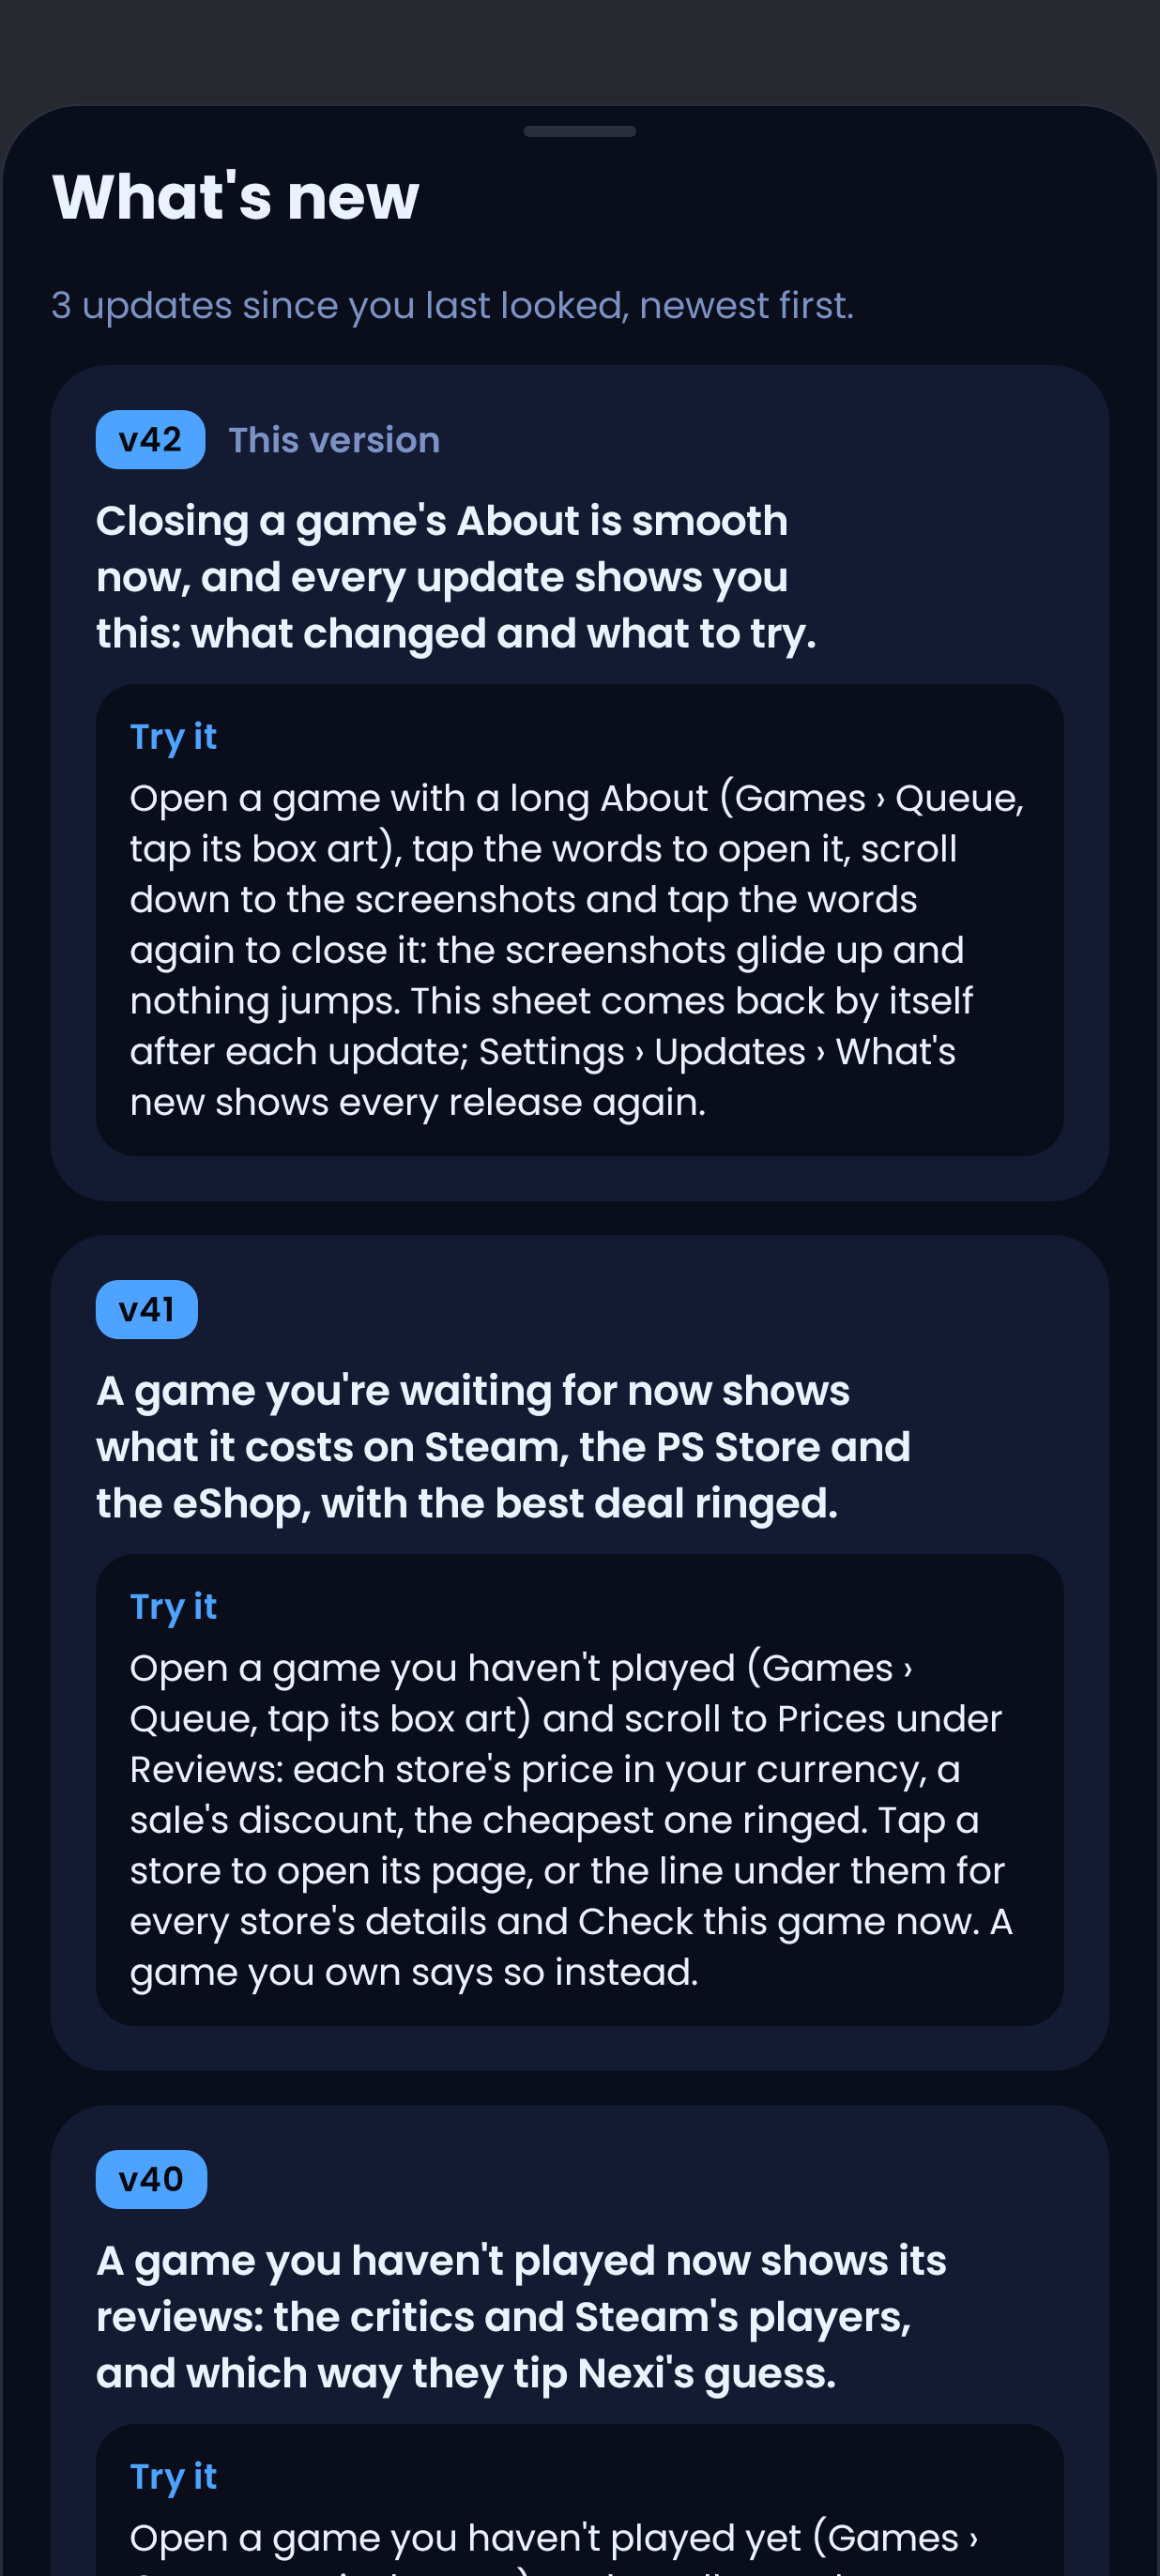 What's new
3 updates since you last looked, newest first.
v42 This version
Closing a game's About is smooth
now, and every update shows you
this: what changed and what to try.
Try it
Open a game with a long About (Games › Queue,
tap its box art), tap the words to open it, scroll
down to the screenshots and tap the words
again to close it: the screenshots glide up and
nothing jumps. This sheet comes back by itself
after each update; Settings › Updates › What's
new shows every release again.
v41
A game you're waiting for now shows
what it costs on Steam, the PS Store and
the eShop, with the best deal ringed.
Try it
Open a game you haven't played (Games ›
Queue, tap its box art) and scroll to Prices under
Reviews: each store's price in your currency, a
sale's discount, the cheapest one ringed. Tap a
store to open its page, or the line under them for
every store's details and Check this game now. A
game you own says so instead.
v40
A game you haven't played now shows its
reviews: the critics and Steam's players,
and which way they tip Nexi's guess.
Try it
Open a game you haven't played yet (Games ›